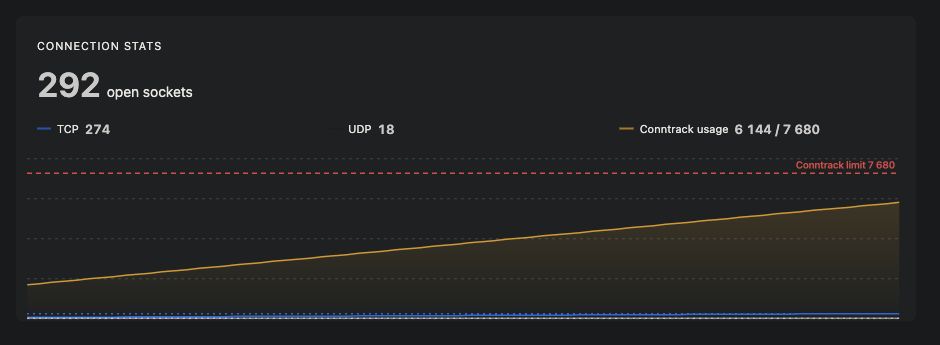 CONNECTION STATS
292 open sockets
TCP 274 UDP 18 Conntrack usage 6 144 / 7 680
Conntrack limit 7 680